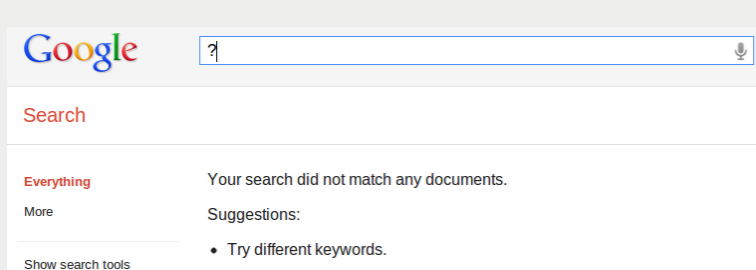 Google
?
Search
Everything
Your search did not match any documents.
More
Suggestions:
• Try different keywords.
Show search tools